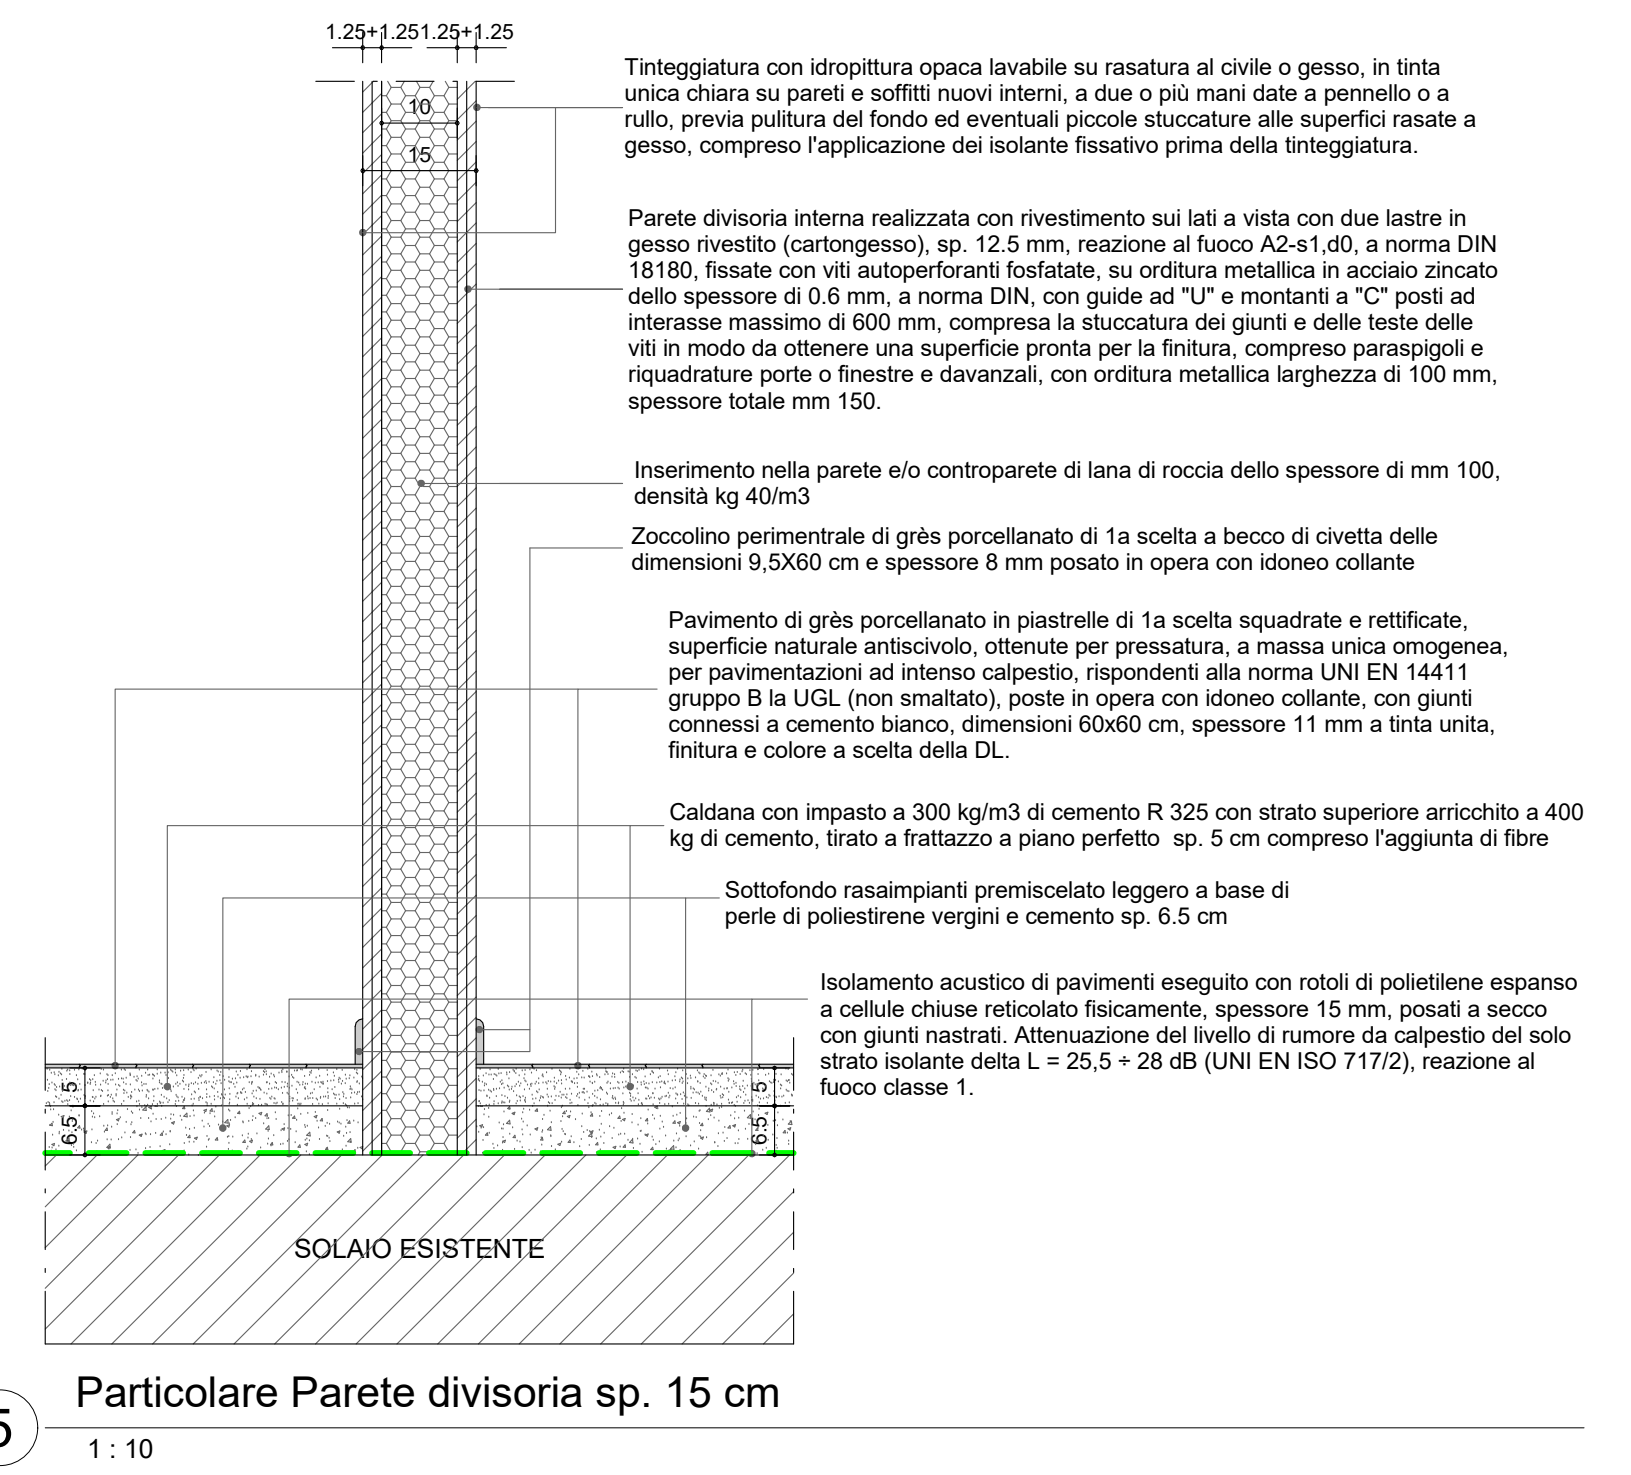 1.25+1.25 1.25+1.25
10
15
Tinteggiatura con idropittura opaca lavabile su rasatura al civile o gesso, in tinta
unica chiara su pareti e soffitti nuovi interni, a due o più mani date a pennello o a
rullo, previa pulitura del fondo ed eventuali piccole stuccature alle superfici rasate a
gesso, compreso l'applicazione dei isolante fissativo prima della tinteggiatura.
Parete divisoria interna realizzata con rivestimento sui lati a vista con due lastre in
gesso rivestito (cartongesso), sp. 12.5 mm, reazione al fuoco A2-s1,d0, a norma DIN
18180, fissate con viti autoperforanti fosfatate, su orditura metallica in acciaio zincato
dello spessore di 0.6 mm, a norma DIN, con guide ad "U" e montanti a "C" posti ad
interasse massimo di 600 mm, compresa la stuccatura dei giunti e delle teste delle
viti in modo da ottenere una superficie pronta per la finitura, compreso paraspigoli e
riquadrature porte o finestre e davanzali, con orditura metallica larghezza di 100 mm,
spessore totale mm 150.
Inserimento nella parete e/o controparete di lana di roccia dello spessore di mm 100,
densità kg 40/m3
Zoccolino perimentrale di grès porcellanato di 1a scelta a becco di civetta delle
dimensioni 9,5X60 cm e spessore 8 mm posato in opera con idoneo collante
Pavimento di grès porcellanato in piastrelle di 1a scelta squadrate e rettificate,
superficie naturale antiscivolo, ottenute per pressatura, a massa unica omogenea,
per pavimentazioni ad intenso calpestio, rispondenti alla norma UNI EN 14411
gruppo B la UGL (non smaltato), poste in opera con idoneo collante, con giunti
connessi a cemento bianco, dimensioni 60x60 cm, spessore 11 mm a tinta unita,
finitura e colore a scelta della DL.
Caldana con impasto a 300 kg/m3 di cemento R 325 con strato superiore arricchito a 400
kg di cemento, tirato a frattazzo a piano perfetto sp. 5 cm compreso l'aggiunta di fibre
Sottofondo rasaimpianti premiscelato leggero a base di
perle di poliestirene vergini e cemento sp. 6.5 cm
Isolamento acustico di pavimenti eseguito con rotoli di polietilene espanso
a cellule chiuse reticolato fisicamente, spessore 15 mm, posati a secco
con giunti nastrati. Attenuazione del livello di rumore da calpestio del solo
strato isolante delta L = 25,5 ÷ 28 dB (UNI EN ISO 717/2), reazione al
fuoco classe 1.
5
5
6.5
6.5
SOLAIO ESISTENTE
Particolare Parete divisoria sp. 15 cm
5
1 : 10